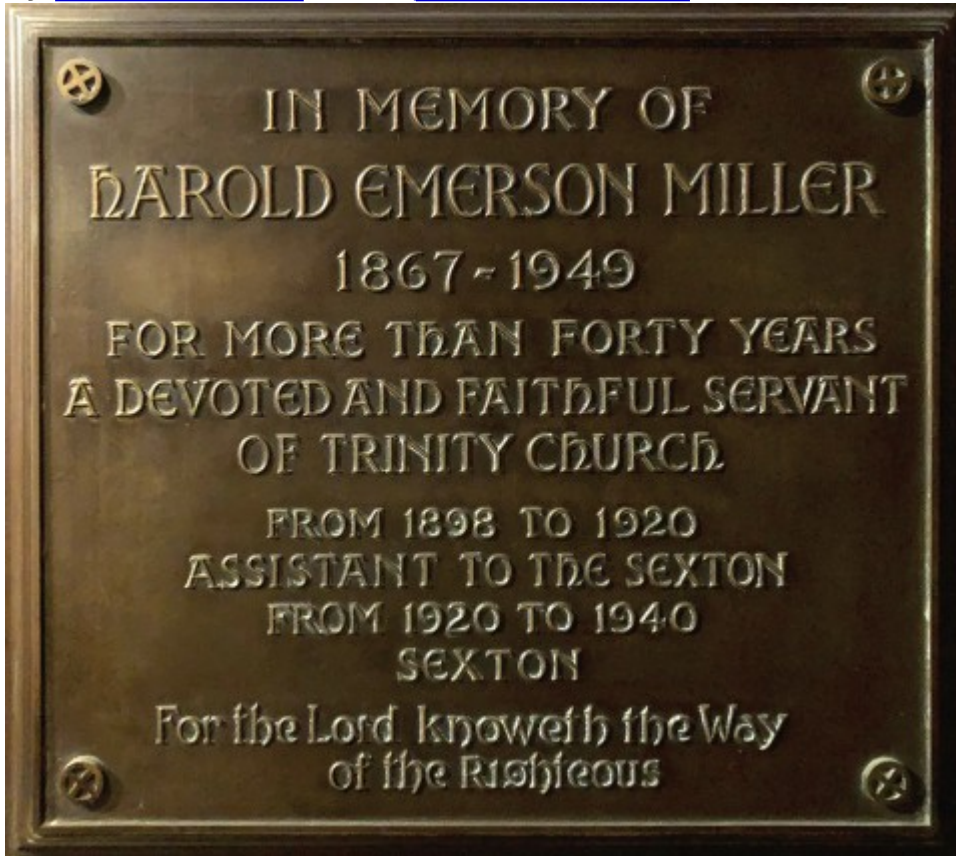 IN MEMORY OF
HAROLD EMERSON MILLER
1867-1949
FOR MORE THAN FORTY YEARS
A DEVOTED AND FAITHFUL SERVANT
OF TRINITY CHURCH
FROM 1898 TO 1920
ASSISTANT TO THE SEXTON
FROM 1920 TO 1940
SEXTON
For the Lord knoweth the Way
of the Righteous